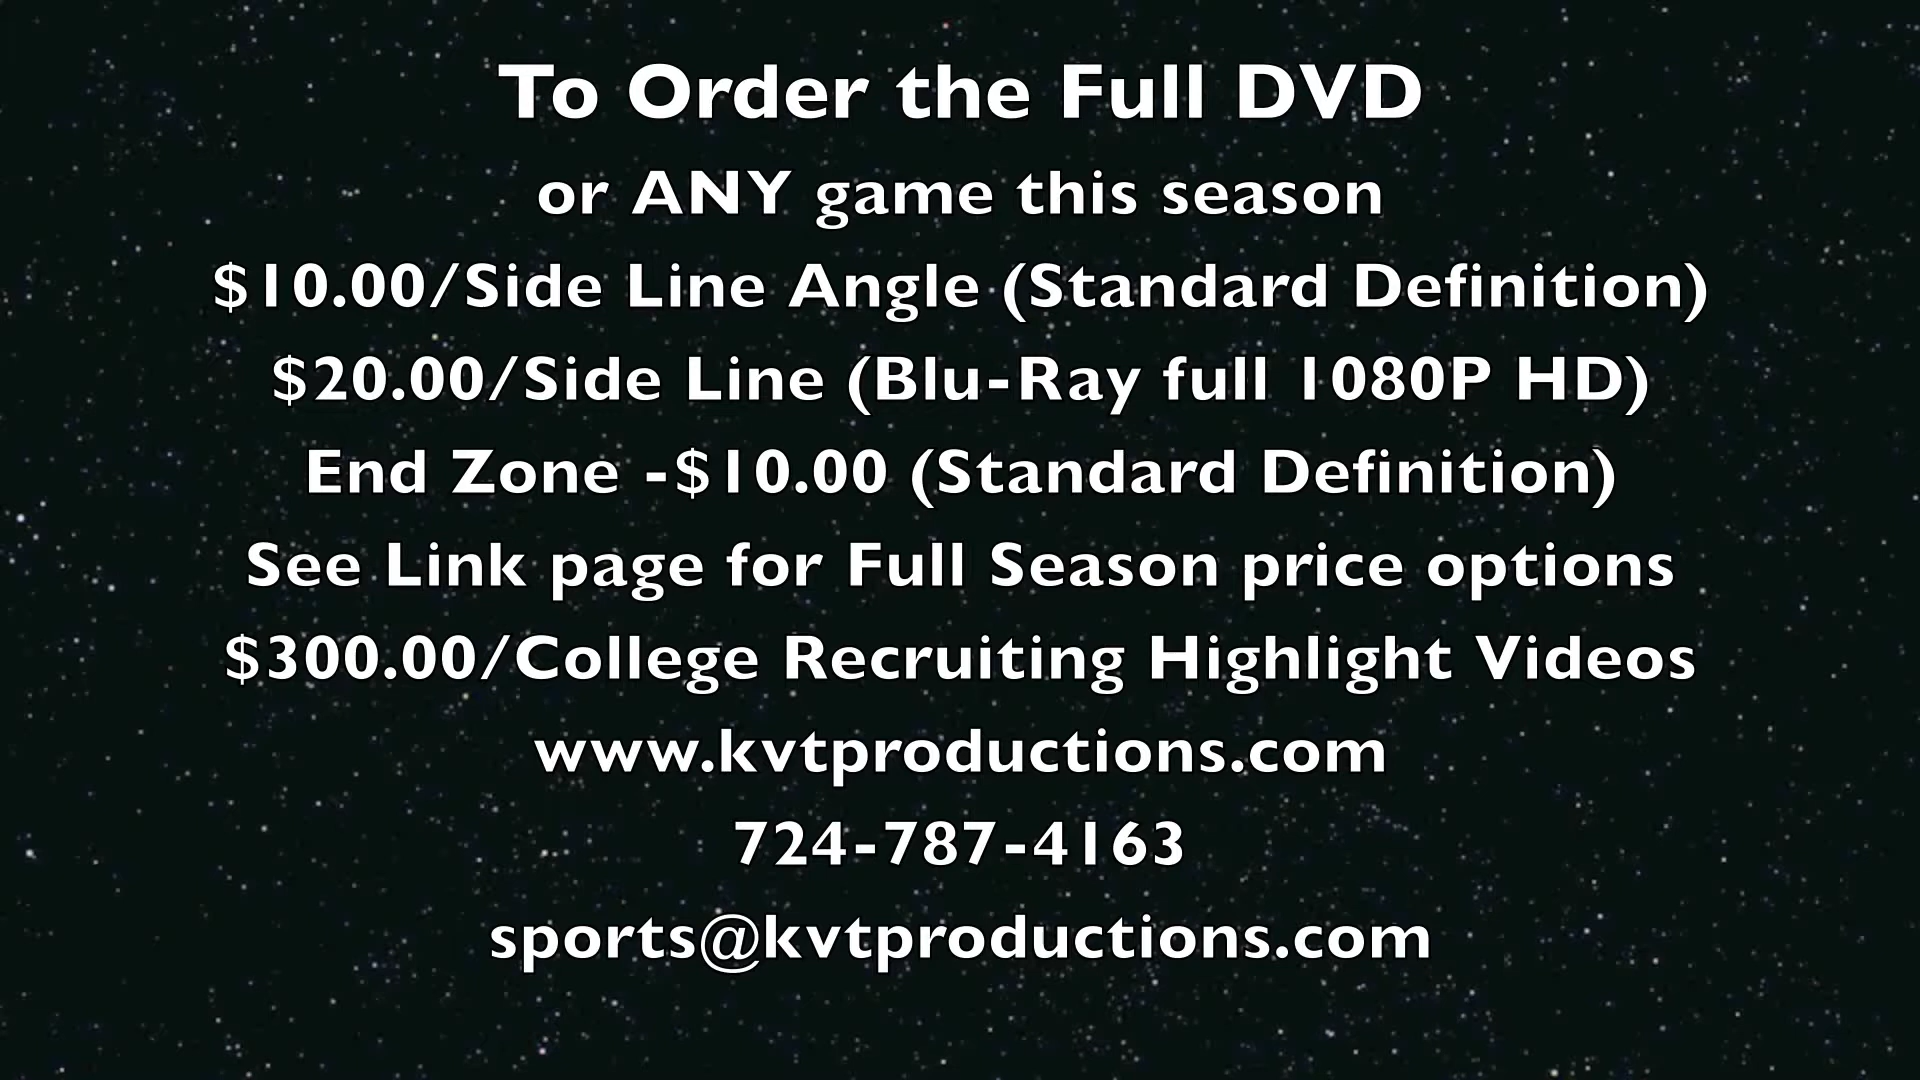 To Order the Full DVD
or ANY game this season
$10.00/Side Line Angle (Standard Definition)
$20.00/Side Line (Blu-Ray full 1080P HD)
End Zone -$10.00 (Standard Definition)
See Link page for Full Season price options
$300.00/College Recruiting Highlight Videos
www.kvtproductions.com
724-787-4163
sports@kvtproductions.com